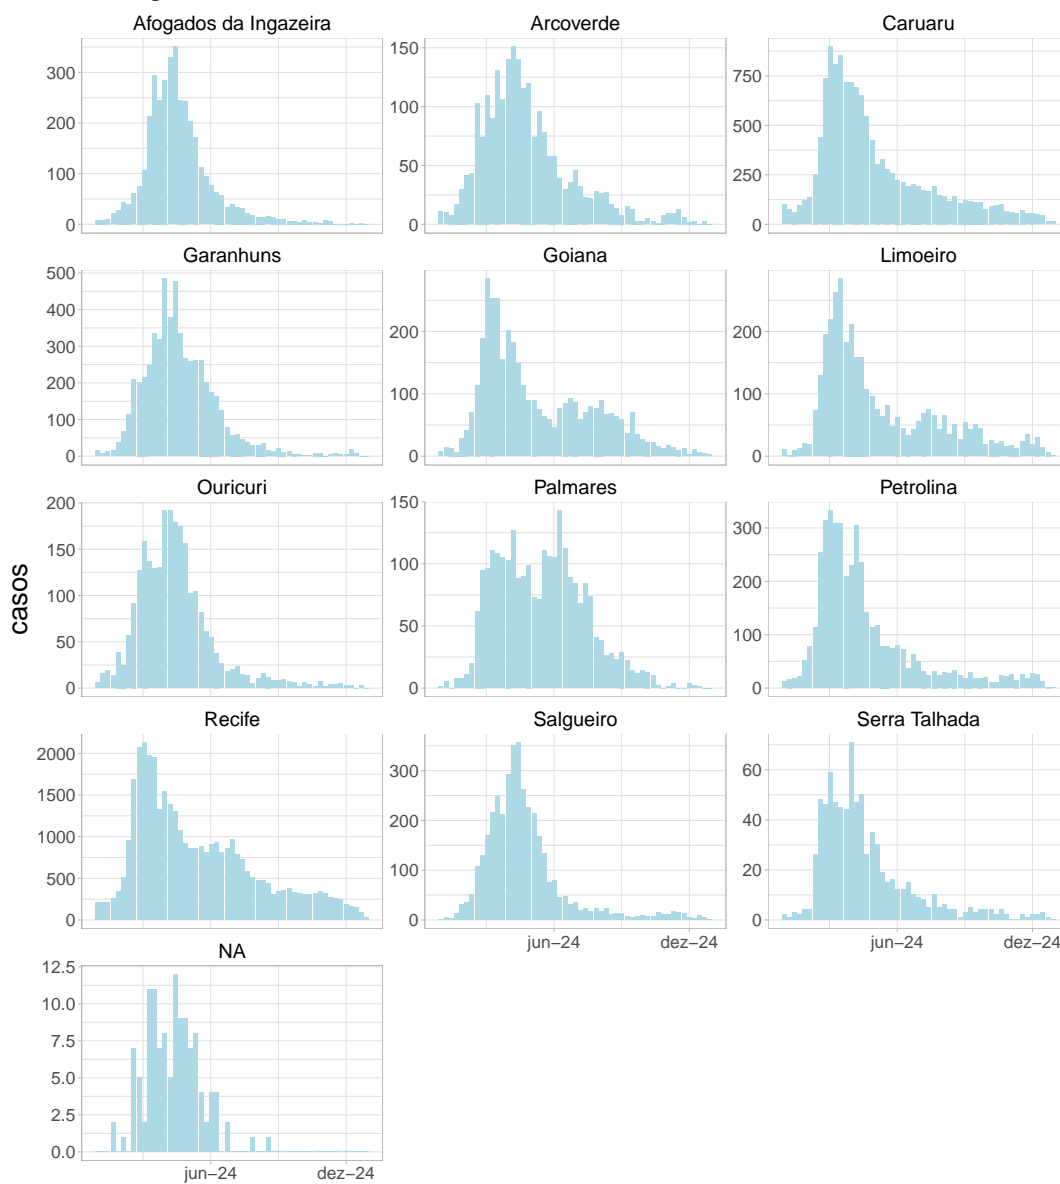 Afogados da Ingazeira
Arcoverde
Caruaru
300
200
100
0
150
100
50
0
750
500
250
0
Garanhuns
Goiana
Limoeiro
500
400
300
200
100
0
200
100
0
200
100
0
Ouricuri
Palmares
Petrolina
200
150
100
50
0
150
100
50
0
300
200
100
0
casos
Recife
Salgueiro
Serra Talhada
2000
1500
1000
500
0
300
200
100
0
60
40
20
0
jun−24
dez−24
jun−24
dez−24
NA
12.5
10.0
7.5
5.0
2.5
0.0
jun−24
dez−24